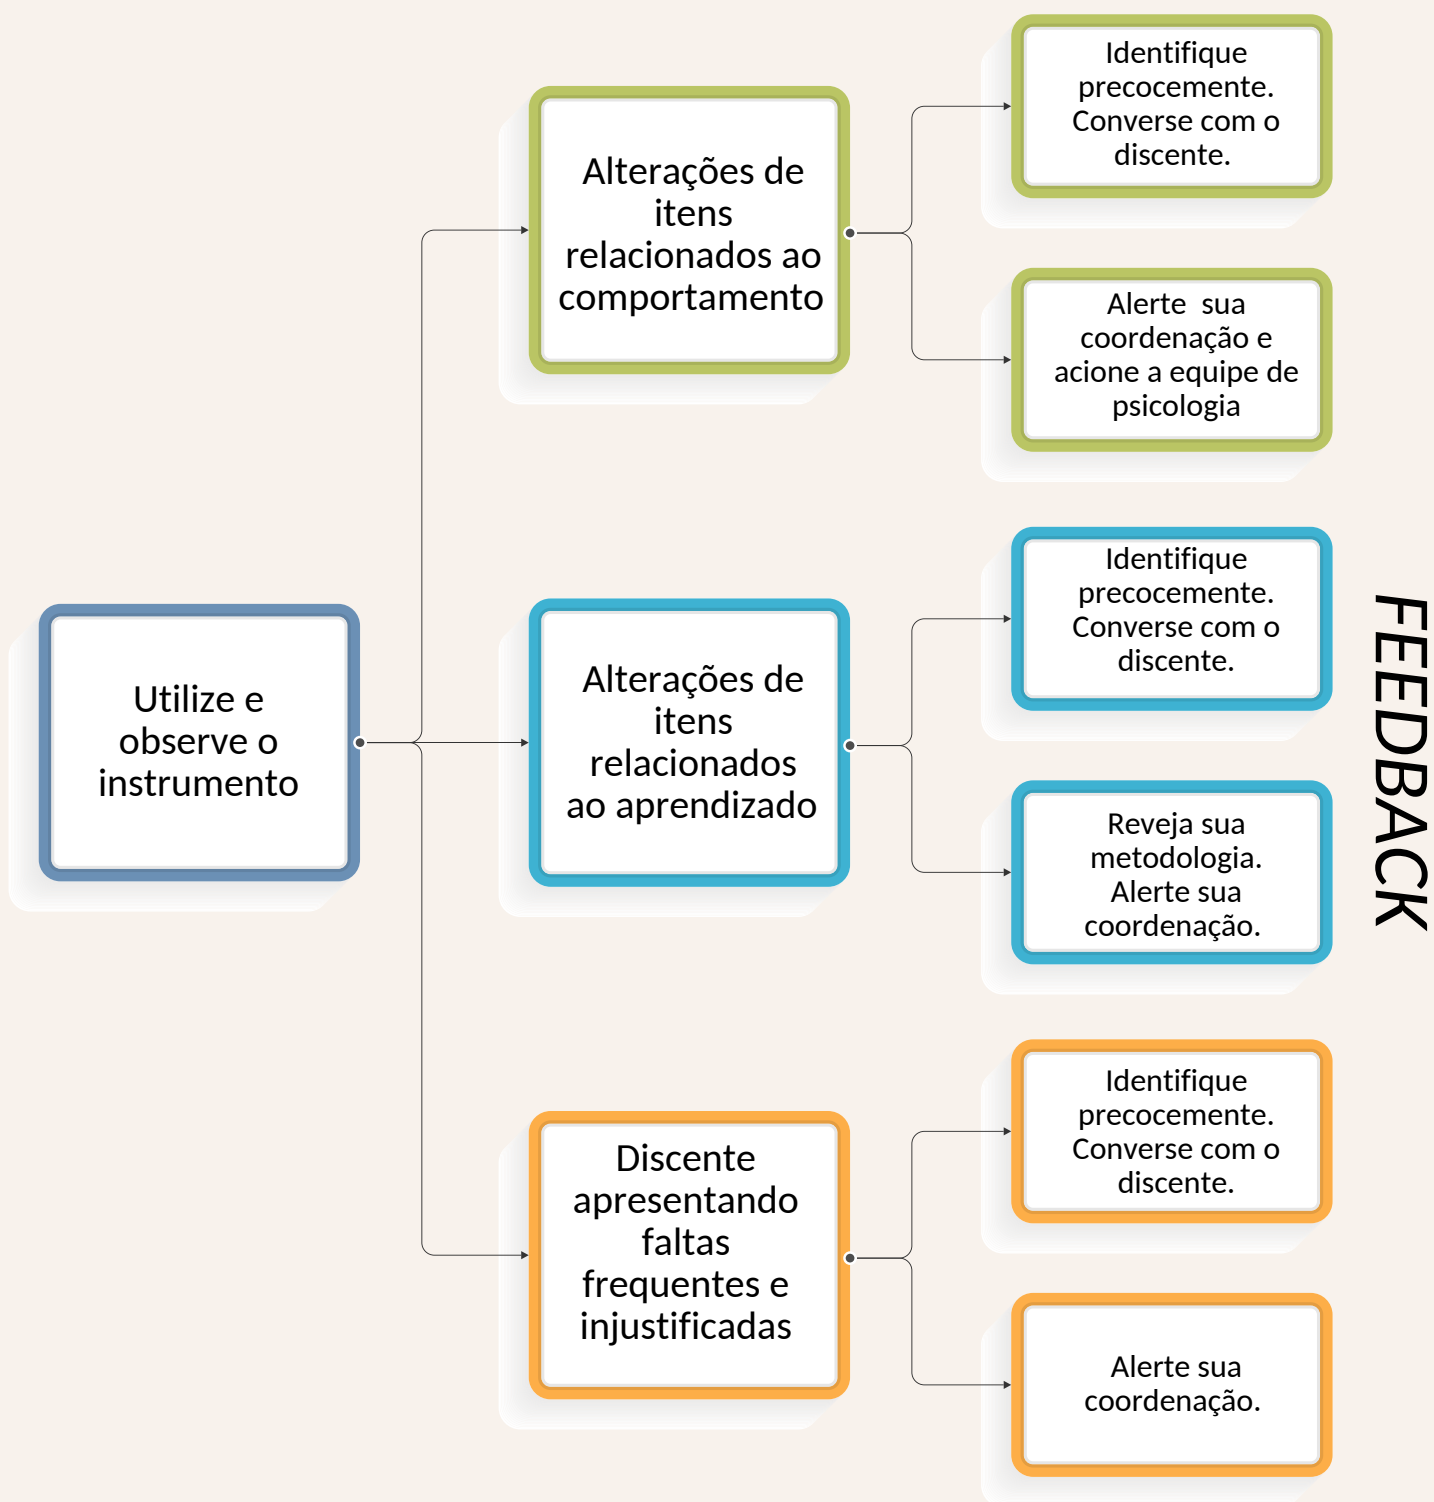 Utilize e
observe o
instrumento
Alterações de
itens
relacionados ao
comportamento
Identifique
precocemente.
Converse com o
discente.
Alerte  sua
coordenação e
acione a equipe de
psicologia
Alterações de
itens
relacionados
ao aprendizado
Identifique
precocemente.
Converse com o
discente.
Reveja sua
metodologia.
Alerte sua
coordenação.
Discente
apresentando
faltas
frequentes e
injustificadas
Identifique
precocemente.
Converse com o
discente.
Alerte sua
coordenação.
FEEDBACK